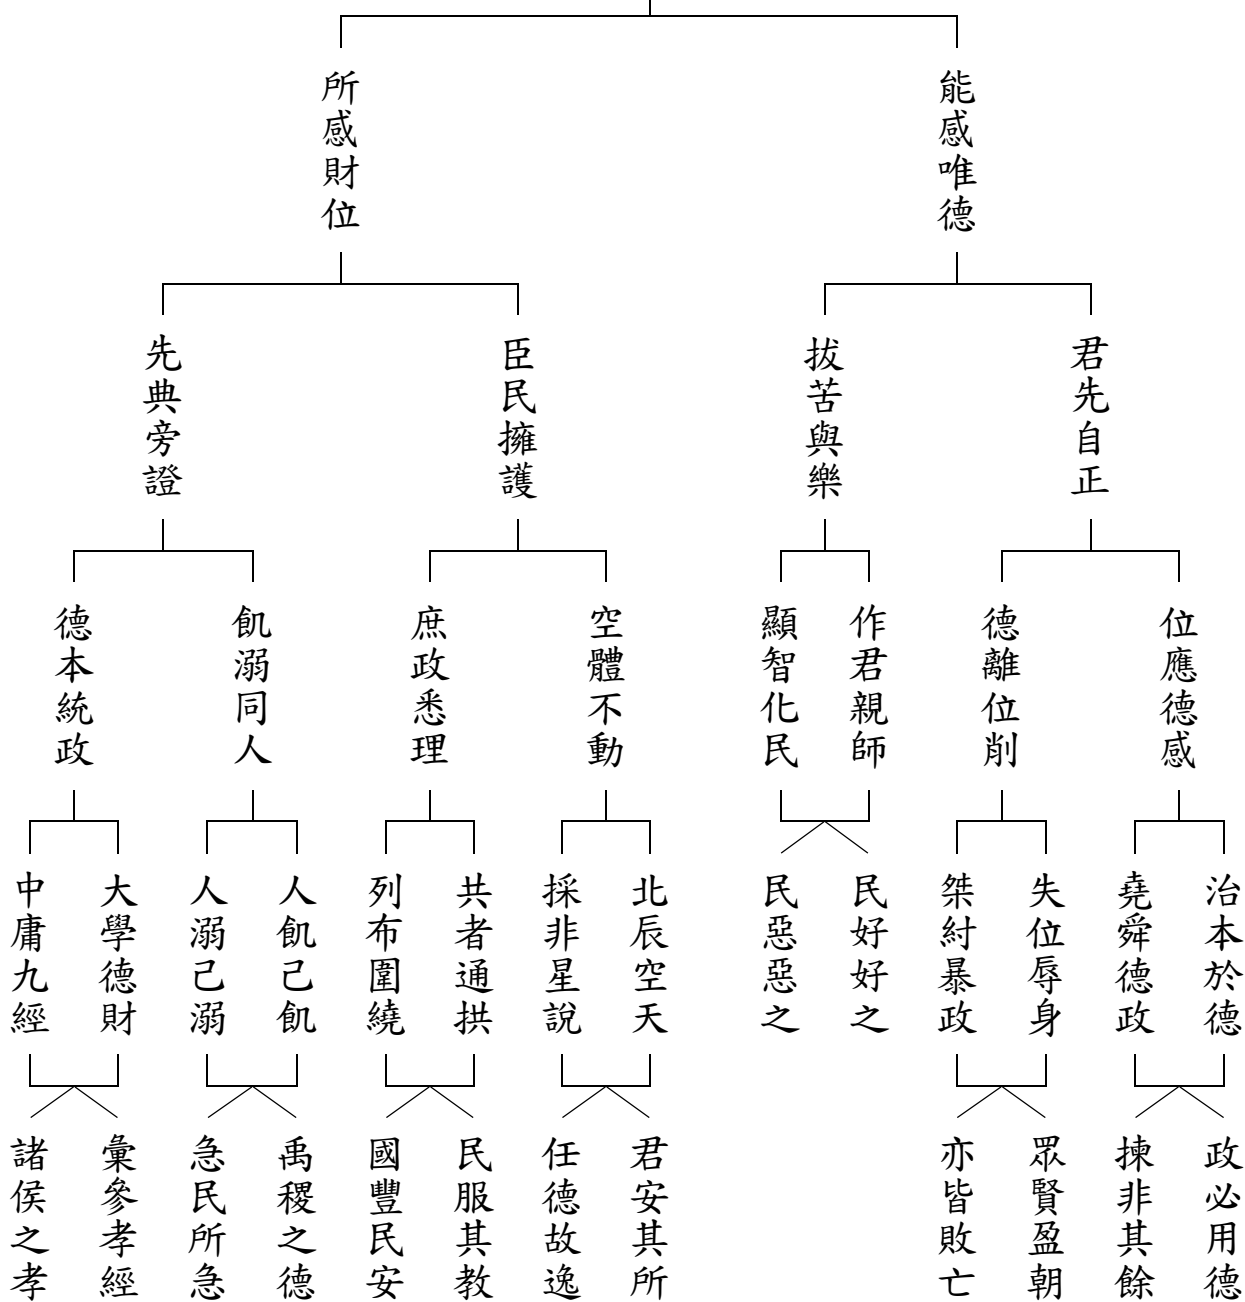 能感唯德
所感財位
君先自正
拔苦與樂
臣民擁護
先典旁證
位應德感
德離位削
作君親師
顯智化民
空體不動
庶政悉理
飢溺同人
德本統政
治本於德
堯舜德政
失位辱身
桀紂暴政
民好好之
民惡惡之
北辰空天
採非星說
共者通拱
列布圍繞
人飢己飢
人溺己溺
大學德財
中庸九經
政必用德
揀非其餘
眾賢盈朝
亦皆敗亡
君安其所
任德故逸
民服其教
國豐民安
禹稷之德
急民所急
彙參孝經
諸侯之孝